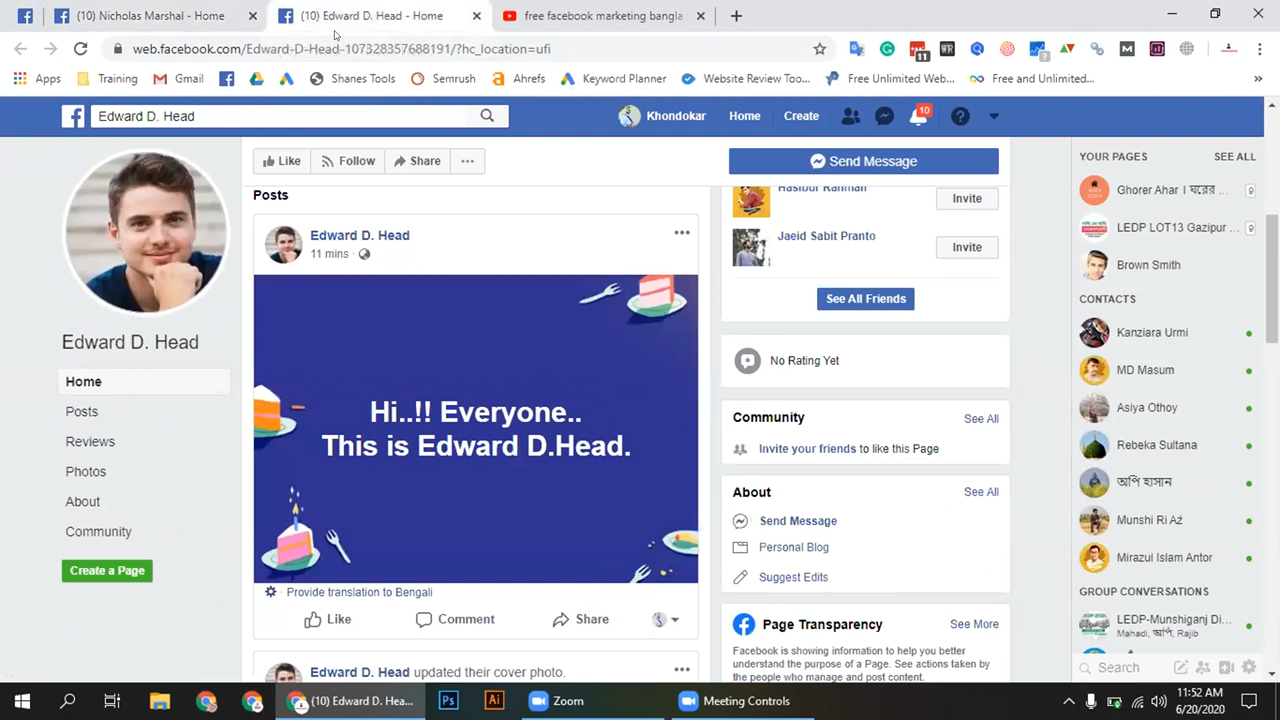 (10) Nicholas Marshal - Home
(10) Edward D. Head - Home
free facebook marketing bangla
web.facebook.com/Edward-D-Head-107328357688191/?hc_location=ufi
Apps
Training
Gmail
Shanes Tools
Semrush
Ahrefs
Keyword Planner
Website Review Too...
Free Unlimited Web...
Free and Unlimited...
Edward D. Head
Khondokar
Home
Create
10
Like
Follow
Share
Send Message
Posts
Edward D. Head
11 mins
Hi..!! Everyone..
This is Edward D.Head.
Provide translation to Bengali
Like
Comment
Share
Edward D. Head updated their cover photo.
Edward D. Head
Home
Posts
Reviews
Photos
About
Community
Create a Page
Hasibur Rahman
Invite
Jaeid Sabit Pranto
Invite
See All Friends
No Rating Yet
Community
See All
Invite your friends to like this Page
About
See All
Send Message
Personal Blog
Suggest Edits
Page Transparency
See More
Facebook is showing information to help you better
understand the purpose of a Page. See actions taken by
the people who manage and post content.
YOUR PAGES
SEE ALL
Ghorer Ahar । ঘরের ...
9
LEDP LOT13 Gazipur ...
9
Brown Smith
CONTACTS
Kanziara Urmi
MD Masum
Asiya Othoy
Rebeka Sultana
অপি হাসান
Munshi Ri Aź
Mirazul Islam Antor
GROUP CONVERSATIONS
LEDP-Munshiganj Di...
Mahadi, অপি, Rajib
Search
(10) Edward D. Hea...
Ps
Ai
Zoom
Meeting Controls
11:52 AM
6/20/2020